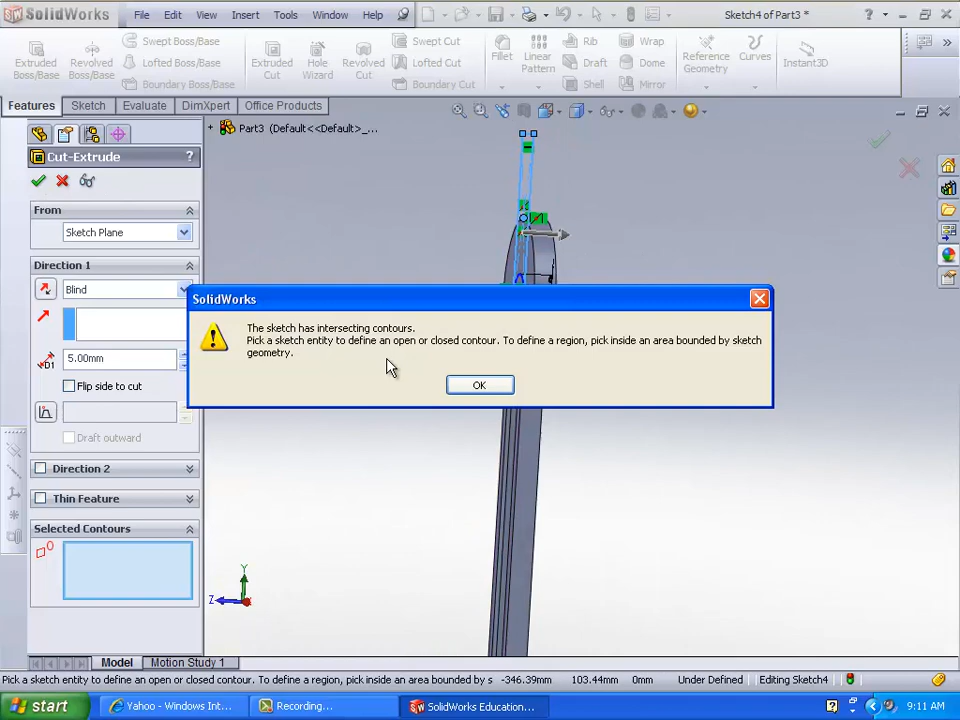 SolidWorks File Edit View Insert Tools Window Help Sketch4 of Part3 ?
Extruded Boss/Base Revolved Boss/Base Swept Boss/Base Lofted Boss/Base Boundary Boss/Base Extruded Cut Hole Wizard Revolved Cut Swept Cut Lofted Cut Boundary Cut Fillet Linear Pattern Rib Draft Shell Wrap Dome Mirror Reference Geometry Curves Instant3D
Features Sketch Evaluate DimXpert Office Products
Part3 (Default<<Default>_...
Cut-Extrude ?
From
Sketch Plane
Direction 1
Blind
SolidWorks
The sketch has intersecting contours.
Pick a sketch entity to define an open or closed contour. To define a region, pick inside an area bounded by sketch
geometry.
D1 5.00mm
Flip side to cut
OK
Draft outward
Direction 2
Thin Feature
Selected Contours
Y
Z
Model Motion Study 1
Pick a sketch entity to define an open or closed contour. To define a region, pick inside an area bounded by s -346.39mm 103.44mm 0mm Under Defined Editing Sketch4
start Yahoo - Windows Int... Recording... SolidWorks Education... 9:11 AM